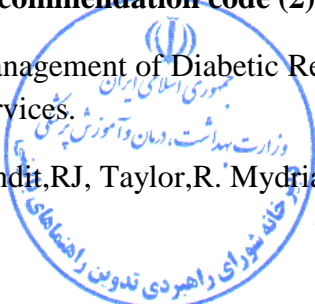 commendation code (2)
anagement of Diabetic Re
جمهوری اسلامی ایران
rvices.
وزارت بهداشت، درمان و آموزش پزشکی
ndit,RJ, Taylor,R. Mydria
خانه شورای راهبردی تدوین راهنماهای